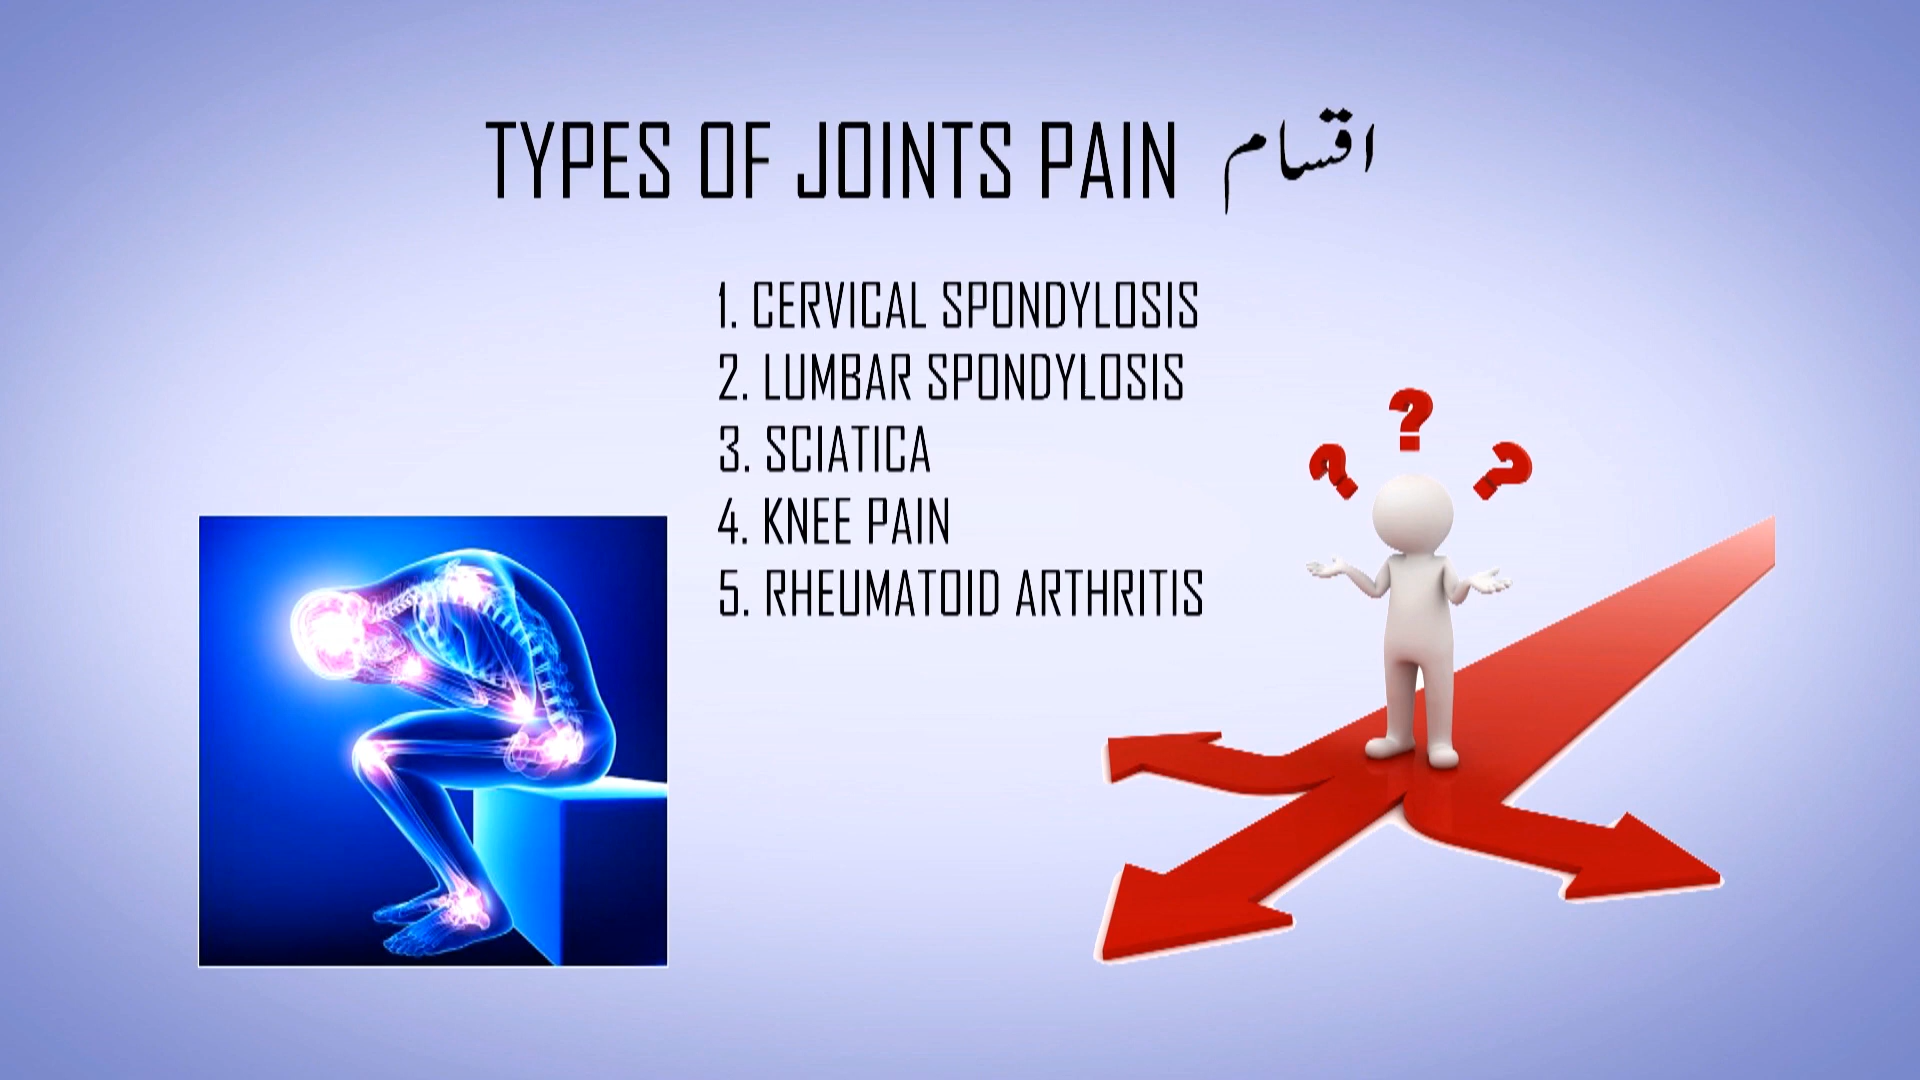 TYPES OF JOINTS PAIN اقسام
1. CERVICAL SPONDYLOSIS
2. LUMBAR SPONDYLOSIS
3. SCIATICA
4. KNEE PAIN
5. RHEUMATOID ARTHRITIS
? ? ?